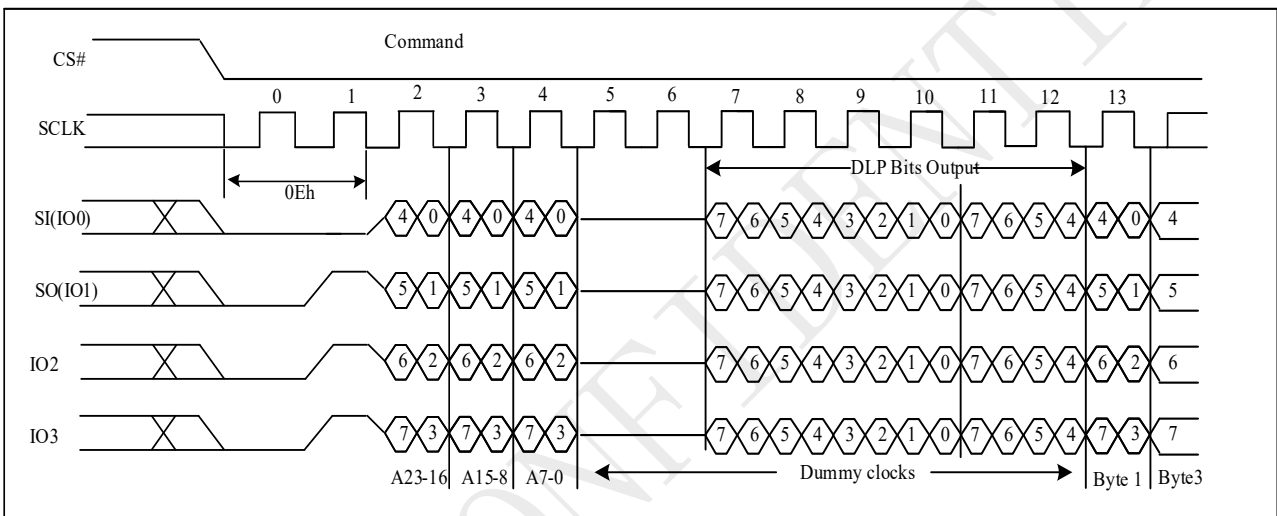 Command
CS#
0 1 2 3 4 5 6 7 8 9 10 11 12 13
SCLK
DLP Bits Output
0Eh
SI(IO0) 4 0 4 0 4 0 7 6 5 4 3 2 1 0 7 6 5 4 4 0 4
SO(IO1) 5 1 5 1 5 1 7 6 5 4 3 2 1 0 7 6 5 4 5 1 5
IO2 6 2 6 2 6 2 7 6 5 4 3 2 1 0 7 6 5 4 6 2 6
IO3 7 3 7 3 7 3 7 6 5 4 3 2 1 0 7 6 5 4 7 3 7
A23-16 A15-8 A7-0 Dummy clocks Byte 1 Byte3